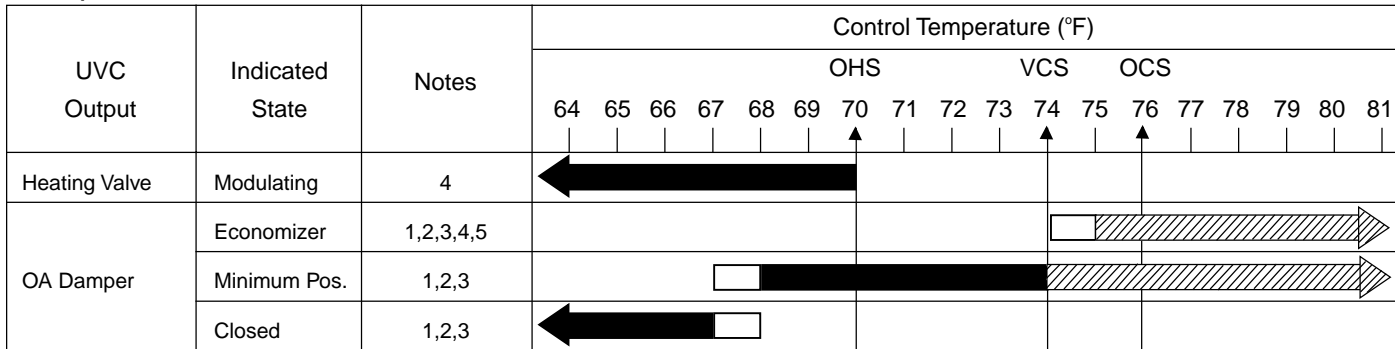 Control Temperature (°F)
UVC Output
Indicated State
Notes
OHS VCS OCS
64 65 66 67 68 69 70 71 72 73 74 75 76 77 78 79 80 81
Heating Valve Modulating 4
Economizer 1,2,3,4,5
OA Damper Minimum Pos. 1,2,3
Closed 1,2,3